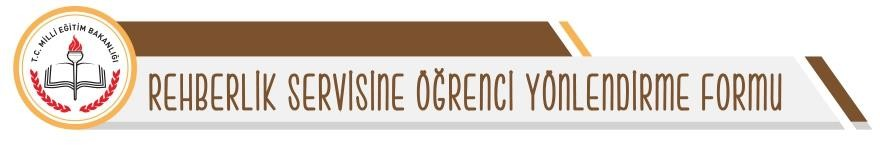 T.C. MİLLİ EĞİTİM BAKANLIĞI
REHBERLİK SERVİSİNE ÖĞRENCİ YÖNLENDİRME FORMU